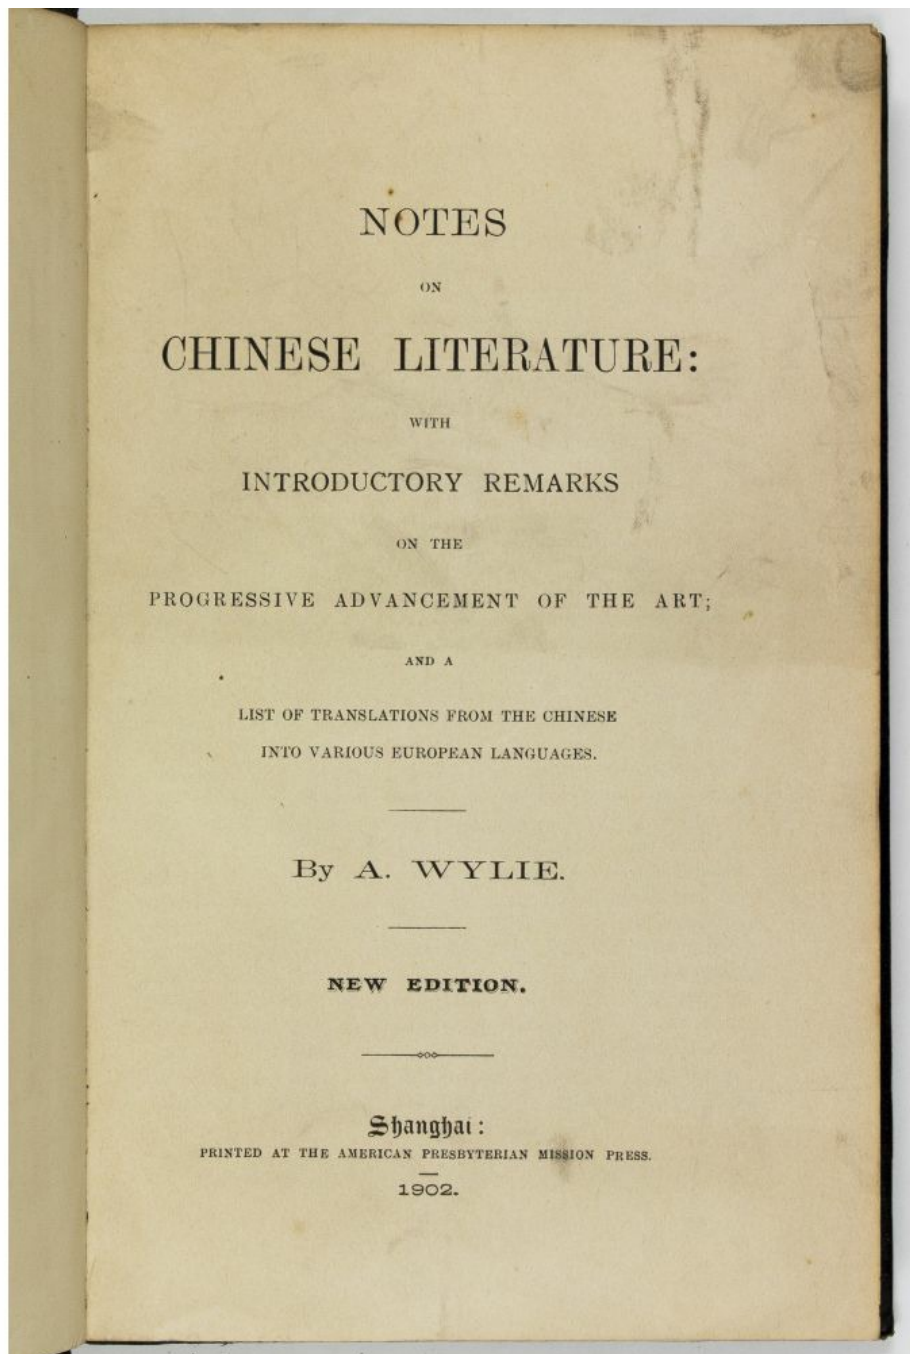 NOTES
ON
CHINESE LITERATURE:
WITH
INTRODUCTORY REMARKS
ON THE
PROGRESSIVE ADVANCEMENT OF THE ART;
AND A
LIST OF TRANSLATIONS FROM THE CHINESE
INTO VARIOUS EUROPEAN LANGUAGES.
By A. WYLIE.
NEW EDITION.
Shanghai:
PRINTED AT THE AMERICAN PRESBYTERIAN MISSION PRESS.
1902.